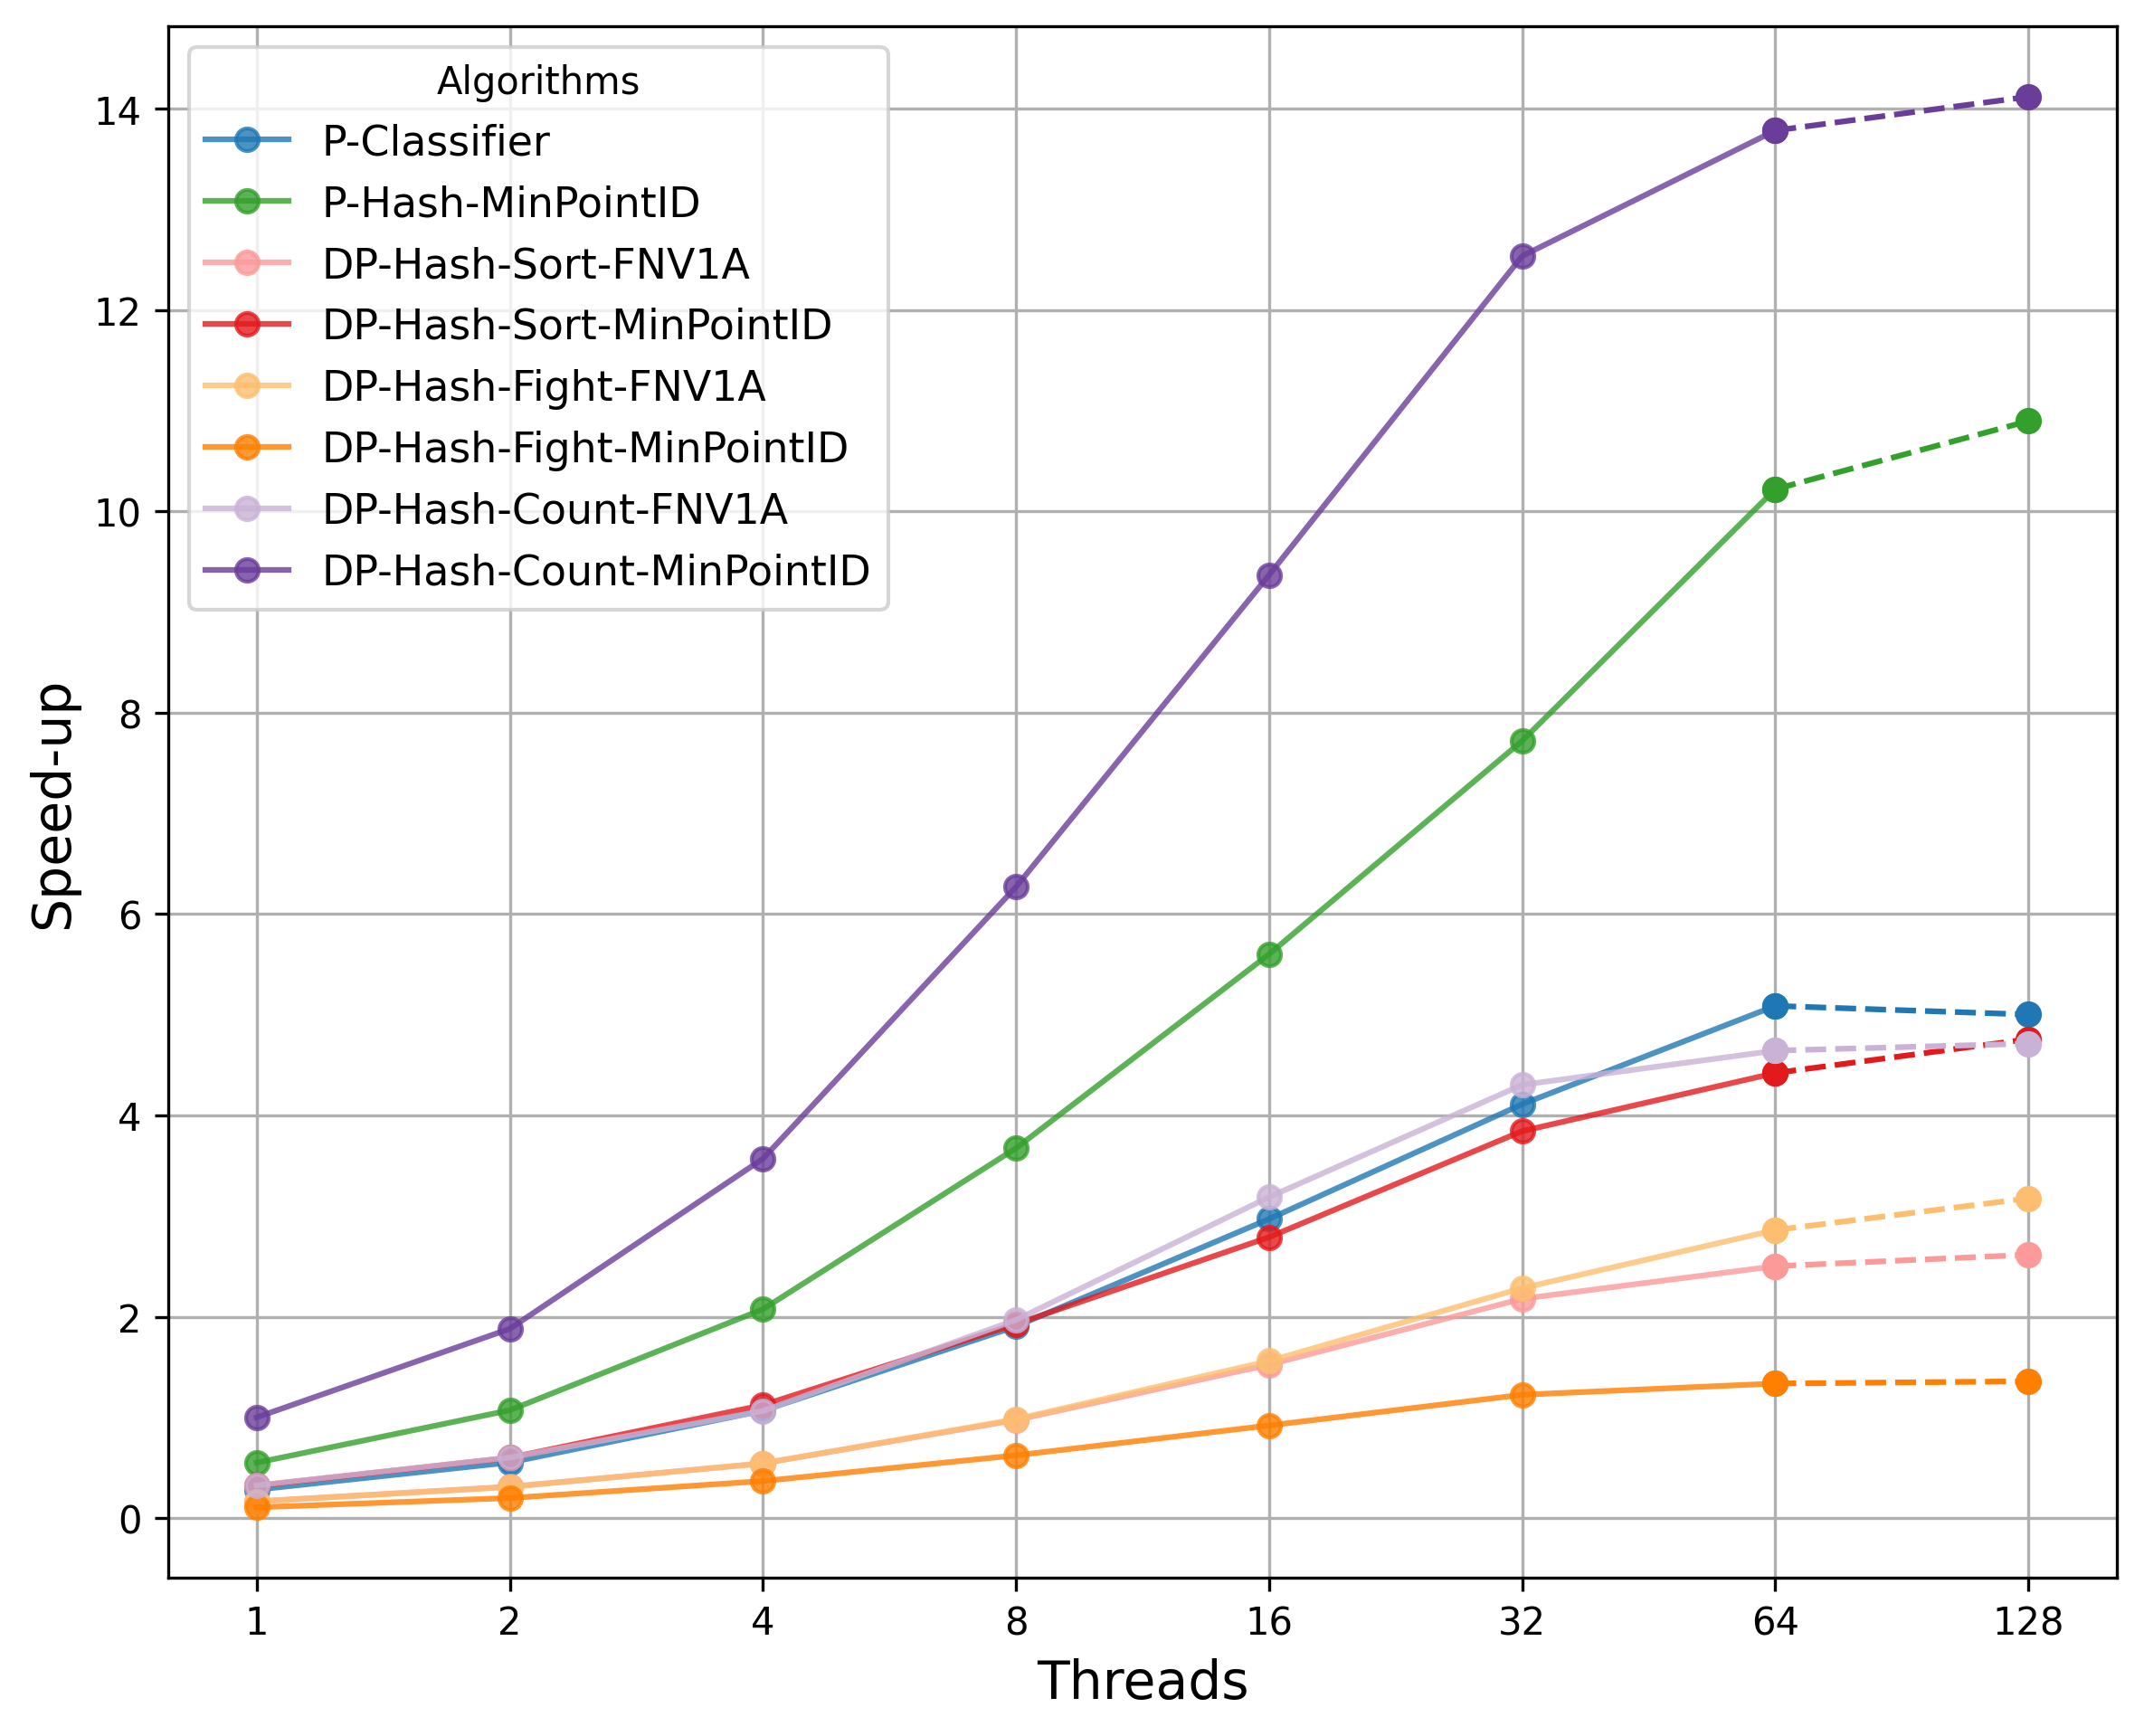 Algorithms
P-Classifier
P-Hash-MinPointID
DP-Hash-Sort-FNV1A
DP-Hash-Sort-MinPointID
DP-Hash-Fight-FNV1A
DP-Hash-Fight-MinPointID
DP-Hash-Count-FNV1A
DP-Hash-Count-MinPointID
Speed-up
14
12
10
8
6
4
2
0
1 2 4 8 16 32 64 128
Threads